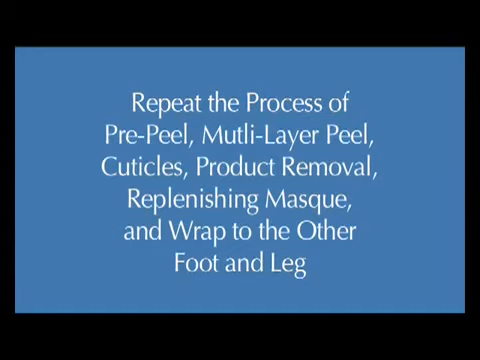 Repeat the Process of
Pre-Peel, Mutli-Layer Peel,
Cuticles, Product Removal,
Replenishing Masque,
and Wrap to the Other
Foot and Leg